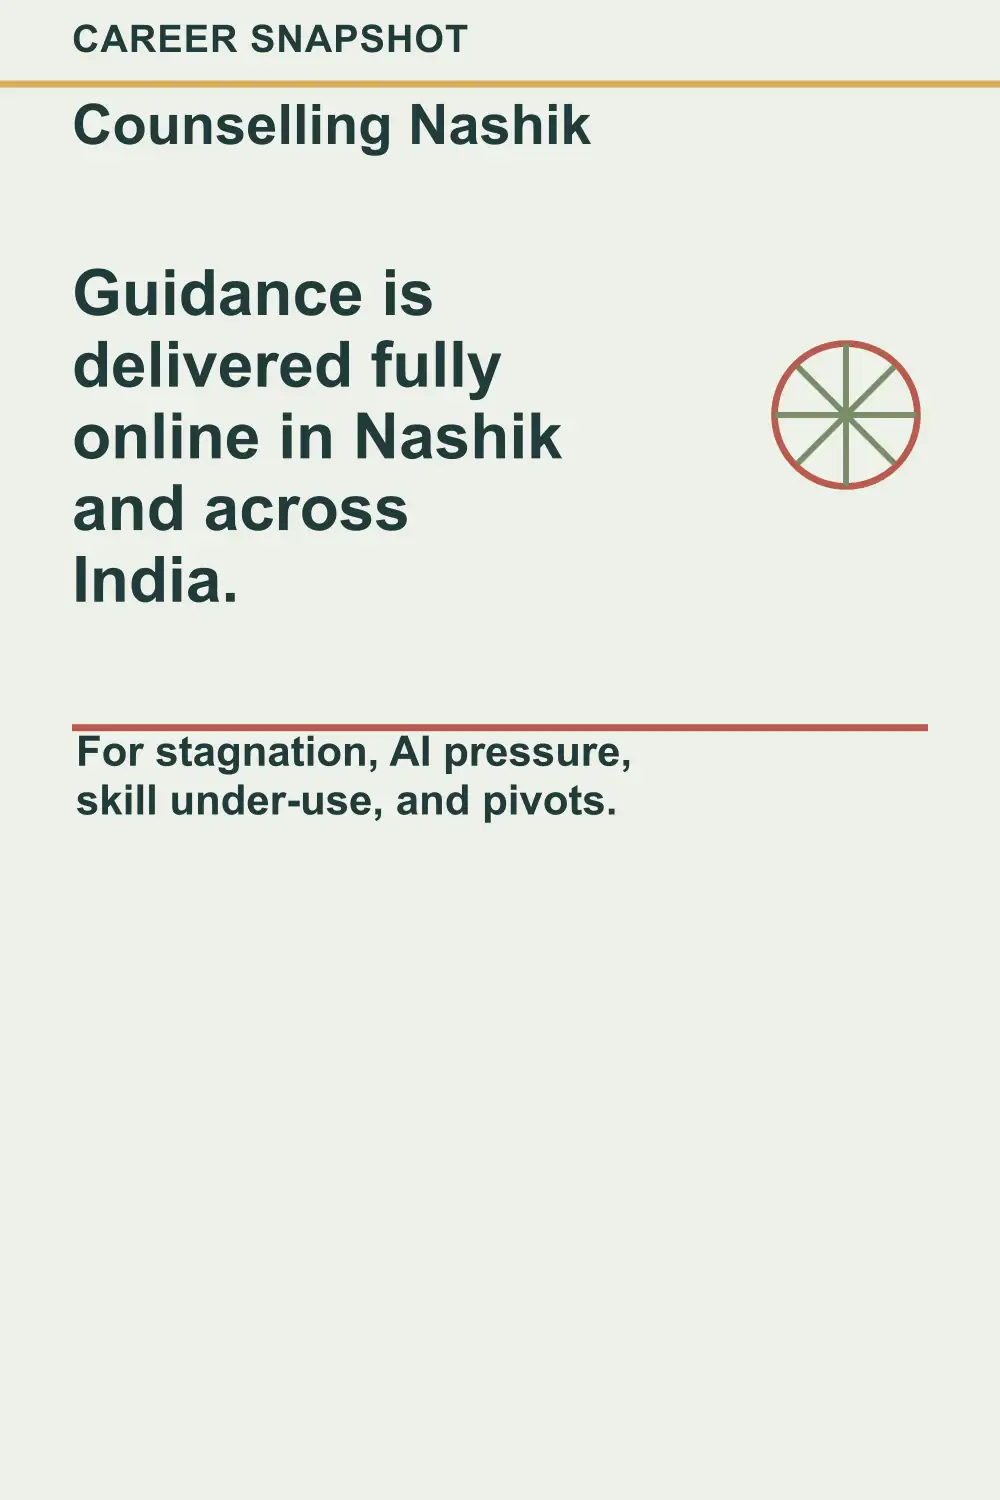 CAREER SNAPSHOT
Counselling Nashik
Guidance is
delivered fully
online in Nashik
and across
India.
For stagnation, AI pressure,
skill under-use, and pivots.